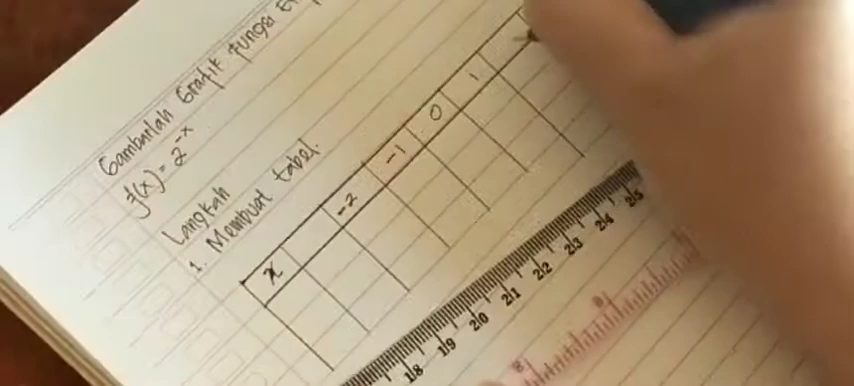 Gambarlah Grafik fungsi
f(x) = 2^-x
Langkah
1. Membuat tabel.
x -2 -1 0 1
18 19 20 21 22 23 24 25